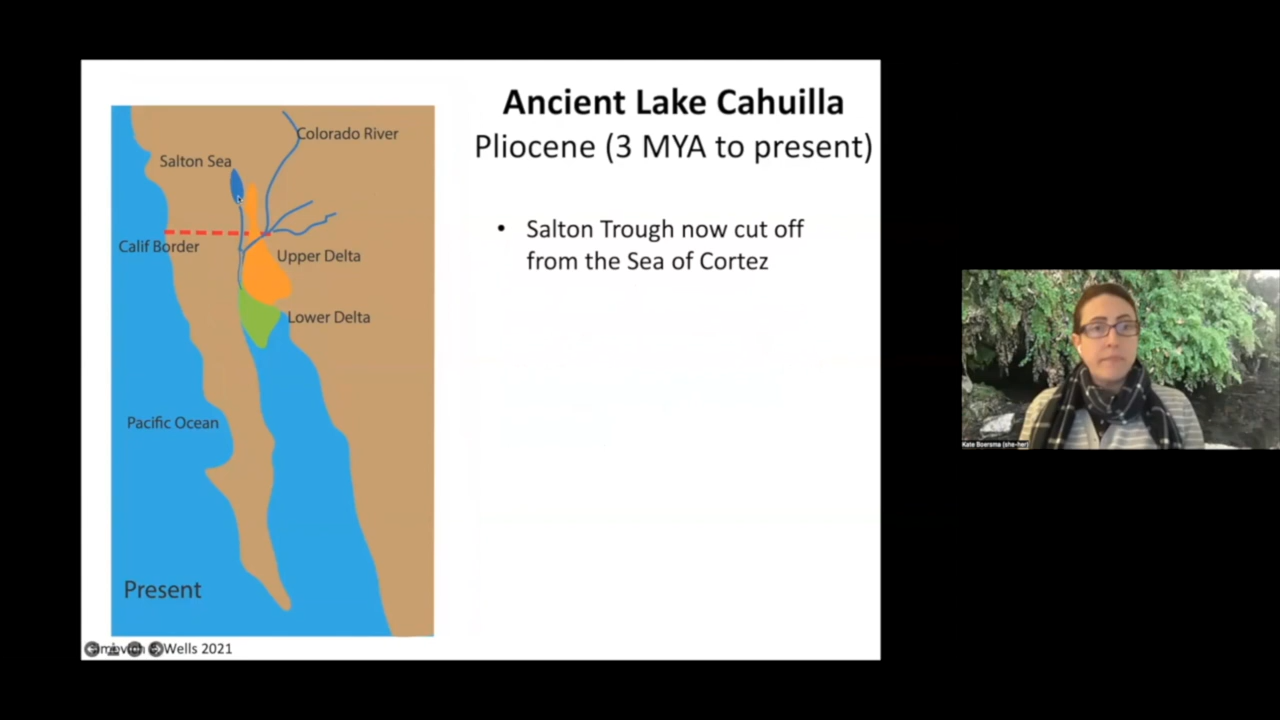 Ancient Lake Cahuilla
Pliocene (3 MYA to present)
• Salton Trough now cut off
from the Sea of Cortez
Colorado River
Salton Sea
Calif Border
Upper Delta
Lower Delta
Pacific Ocean
Present
Wells 2021
Kate Boersma (she-her)